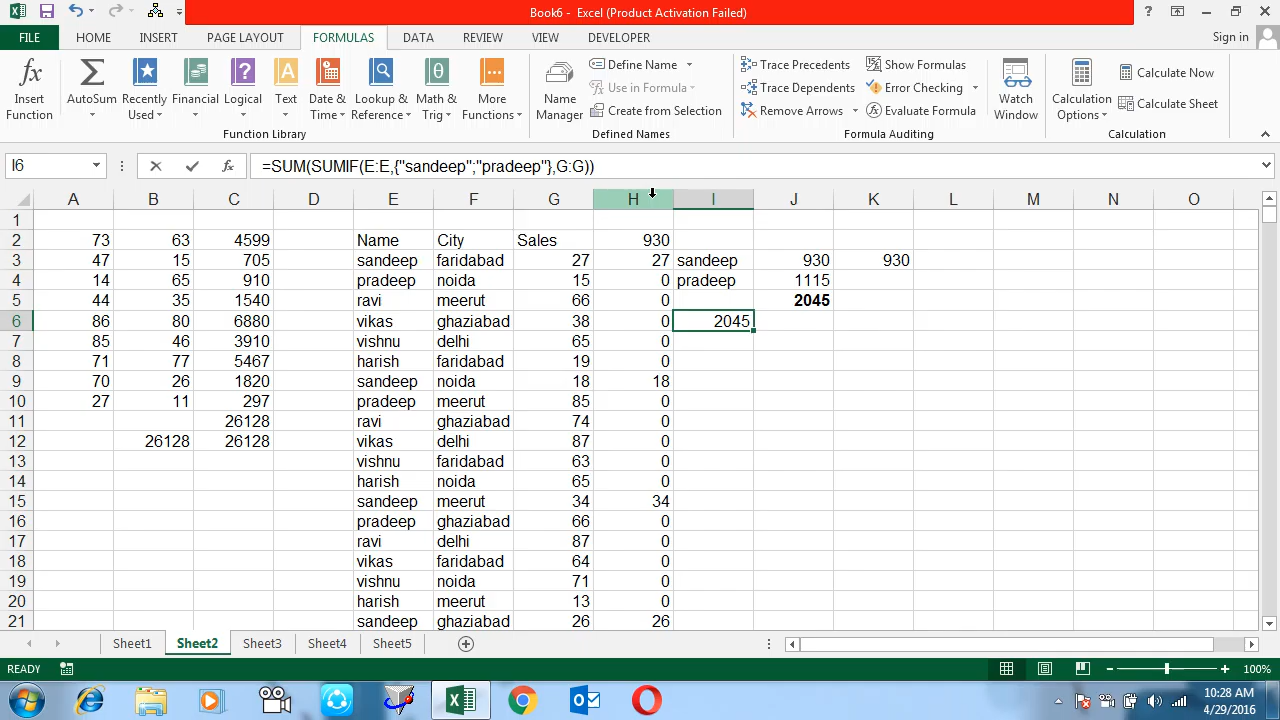 Book6 - Excel (Product Activation Failed)
?
FILE HOME INSERT PAGE LAYOUT FORMULAS DATA REVIEW VIEW DEVELOPER Sign in
Insert Function
AutoSum
Recently Used
Financial
Logical
Text
Date & Time
Lookup & Reference
Math & Trig
More Functions
Function Library
Name Manager
Define Name
Use in Formula
Create from Selection
Defined Names
Trace Precedents
Trace Dependents
Remove Arrows
Show Formulas
Error Checking
Evaluate Formula
Formula Auditing
Watch Window
Calculation Options
Calculate Now
Calculate Sheet
Calculation
I6 fx =SUM(SUMIF(E:E,{"sandeep";"pradeep"},G:G))
A B C D E F G H I J K L M N O
1
2 73 63 4599 Name City Sales 930
3 47 15 705 sandeep faridabad 27 27 sandeep 930 930
4 14 65 910 pradeep noida 15 0 pradeep 1115
5 44 35 1540 ravi meerut 66 0 2045
6 86 80 6880 vikas ghaziabad 38 0 2045
7 85 46 3910 vishnu delhi 65 0
8 71 77 5467 harish faridabad 19 0
9 70 26 1820 sandeep noida 18 18
10 27 11 297 pradeep meerut 85 0
11 26128 ravi ghaziabad 74 0
12 26128 26128 vikas delhi 87 0
13 vishnu faridabad 63 0
14 harish noida 65 0
15 sandeep meerut 34 34
16 pradeep ghaziabad 66 0
17 ravi delhi 87 0
18 vikas faridabad 64 0
19 vishnu noida 71 0
20 harish meerut 13 0
21 sandeep ghaziabad 26 26
Sheet1 Sheet2 Sheet3 Sheet4 Sheet5
READY 100%
10:28 AM
4/29/2016